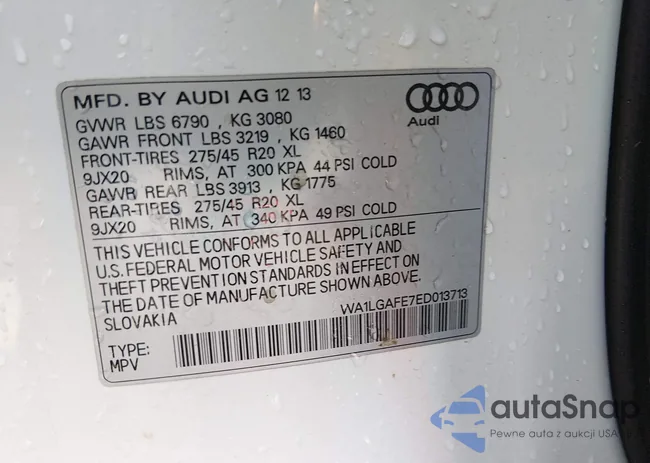 MFD. BY AUDI AG 12 13
GVWR LBS 6790 , KG 3080
GAWR FRONT LBS 3219 , KG 1460
FRONT-TIRES 275/45 R20 XL
9JX20 RIMS, AT 300 KPA 44 PSI COLD
GAWR REAR LBS 3913 , KG 1775
REAR-TIRES 275/45 R20 XL
9JX20 RIMS, AT 340 KPA 49 PSI COLD
Audi
THIS VEHICLE CONFORMS TO ALL APPLICABLE
U.S. FEDERAL MOTOR VEHICLE SAFETY AND
THEFT PREVENTION STANDARDS IN EFFECT ON
THE DATE OF MANUFACTURE SHOWN ABOVE.
SLOVAKIA
WA1LGAFE7ED013713
TYPE:
MPV
autaSnap
Pewne auta z aukcji USA